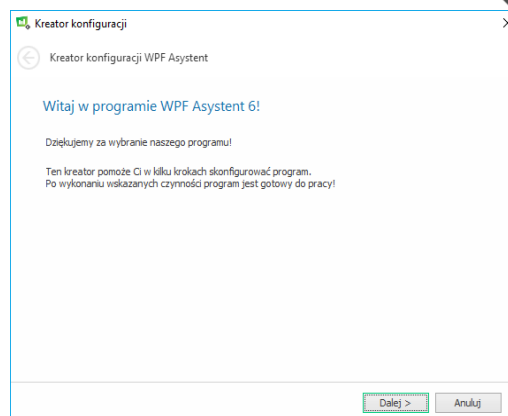 Kreator konfiguracji
Kreator konfiguracji WPF Asystent
Witaj w programie WPF Asystent 6!
Dziękujemy za wybranie naszego programu!
Ten kreator pomoże Ci w kilku krokach skonfigurować program.
Po wykonaniu wskazanych czynności program jest gotowy do pracy!
Dalej >
Anuluj